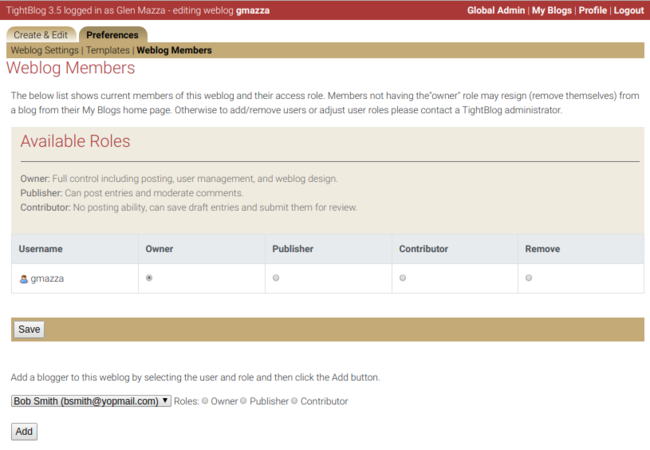 TightBlog 3.5 logged in as Glen Mazza - editing weblog gmazza
Global Admin | My Blogs | Profile | Logout
Create & Edit Preferences
Weblog Settings | Templates | Weblog Members
Weblog Members
The below list shows current members of this weblog and their access role. Members not having the"owner" role may resign (remove themselves) from
a blog from their My Blogs home page. Otherwise to add/remove users or adjust user roles please contact a TightBlog administrator.
Available Roles
Owner: Full control including posting, user management, and weblog design.
Publisher: Can post entries and moderate comments.
Contributor: No posting ability, can save draft entries and submit them for review.
Username Owner Publisher Contributor Remove
gmazza
Save
Add a blogger to this weblog by selecting the user and role and then click the Add button.
Bob Smith (bsmith@yopmail.com) Roles: Owner Publisher Contributor
Add